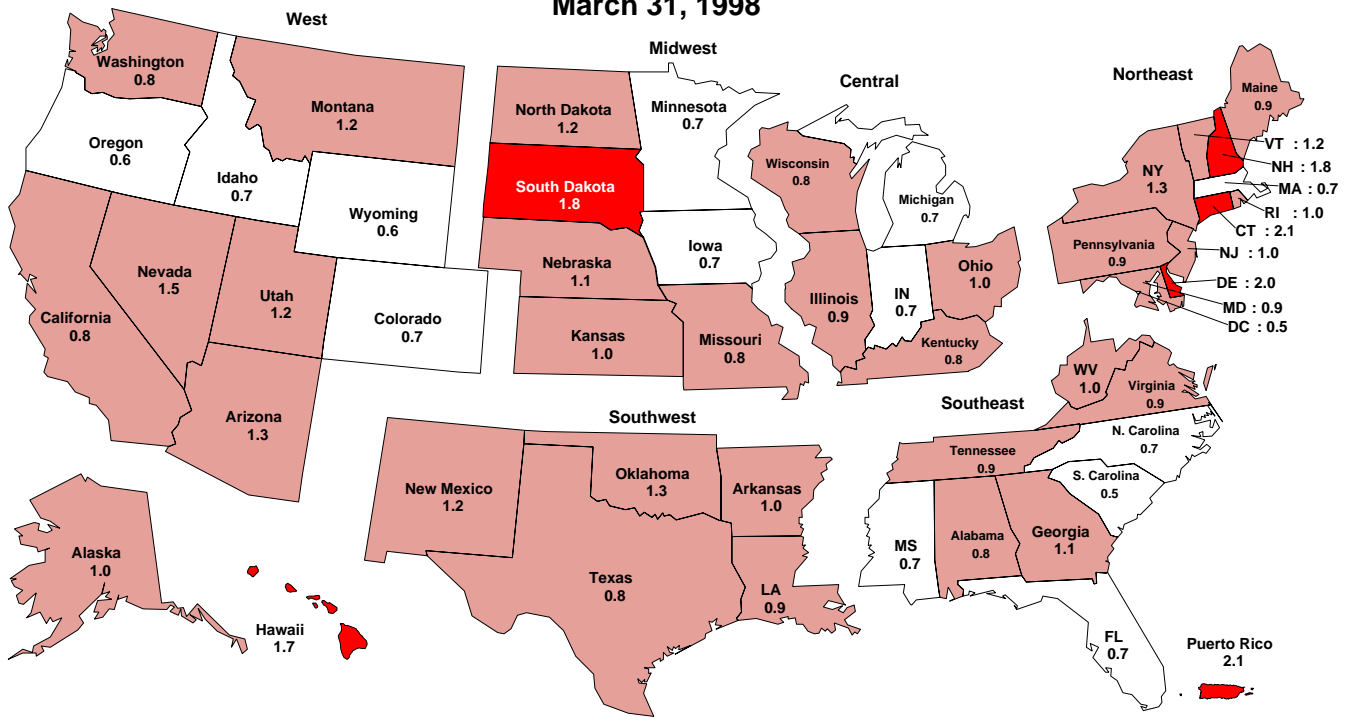 March 31, 1998
West
Washington
0.8
Montana
1.2
Oregon
0.6
Idaho
0.7
Wyoming
0.6
Nevada
1.5
Utah
1.2
Colorado
0.7
California
0.8
Arizona
1.3
Alaska
1.0
Hawaii
1.7
Midwest
North Dakota
1.2
Minnesota
0.7
South Dakota
1.8
Iowa
0.7
Nebraska
1.1
Kansas
1.0
Missouri
0.8
Central
Wisconsin
0.8
Michigan
0.7
Illinois
0.9
IN
0.7
Ohio
1.0
Kentucky
0.8
Northeast
Maine
0.9
VT : 1.2
NH : 1.8
MA : 0.7
RI : 1.0
CT : 2.1
NJ : 1.0
DE : 2.0
MD : 0.9
DC : 0.5
NY
1.3
Pennsylvania
0.9
Southwest
New Mexico
1.2
Oklahoma
1.3
Arkansas
1.0
Texas
0.8
LA
0.9
Southeast
WV
1.0
Virginia
0.9
N. Carolina
0.7
Tennessee
0.9
S. Carolina
0.5
MS
0.7
Alabama
0.8
Georgia
1.1
FL
0.7
Puerto Rico
2.1